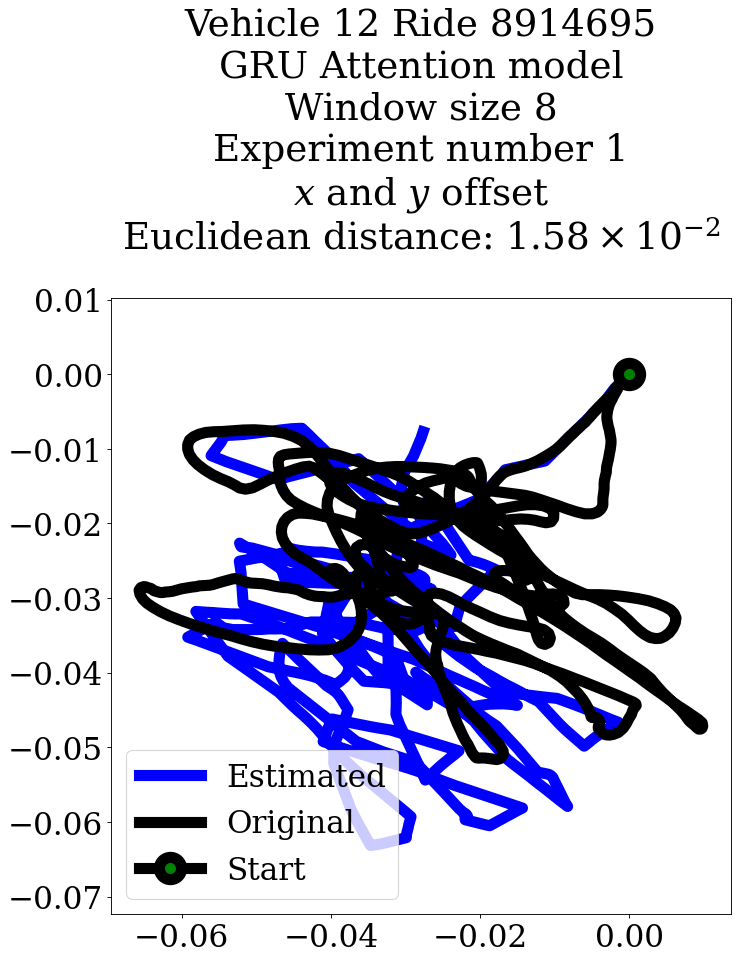 Vehicle 12 Ride 8914695
GRU Attention model
Window size 8
Experiment number 1
x and y offset
Euclidean distance: 1.58 × 10⁻²
0.01
0.00
−0.01
−0.02
−0.03
−0.04
−0.05
−0.06
−0.07
Estimated
Original
Start
−0.06 −0.04 −0.02 0.00